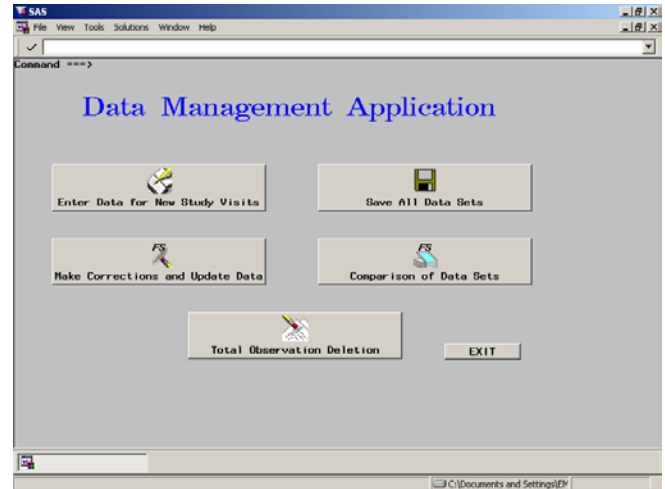 SAS
File View Tools Solutions Window Help
Command ===>
Data Management Application
Enter Data for New Study Visits
Save All Data Sets
FS
Make Corrections and Update Data
FS
Comparison of Data Sets
Total Observation Deletion
EXIT
C:\Documents and Settings\EM